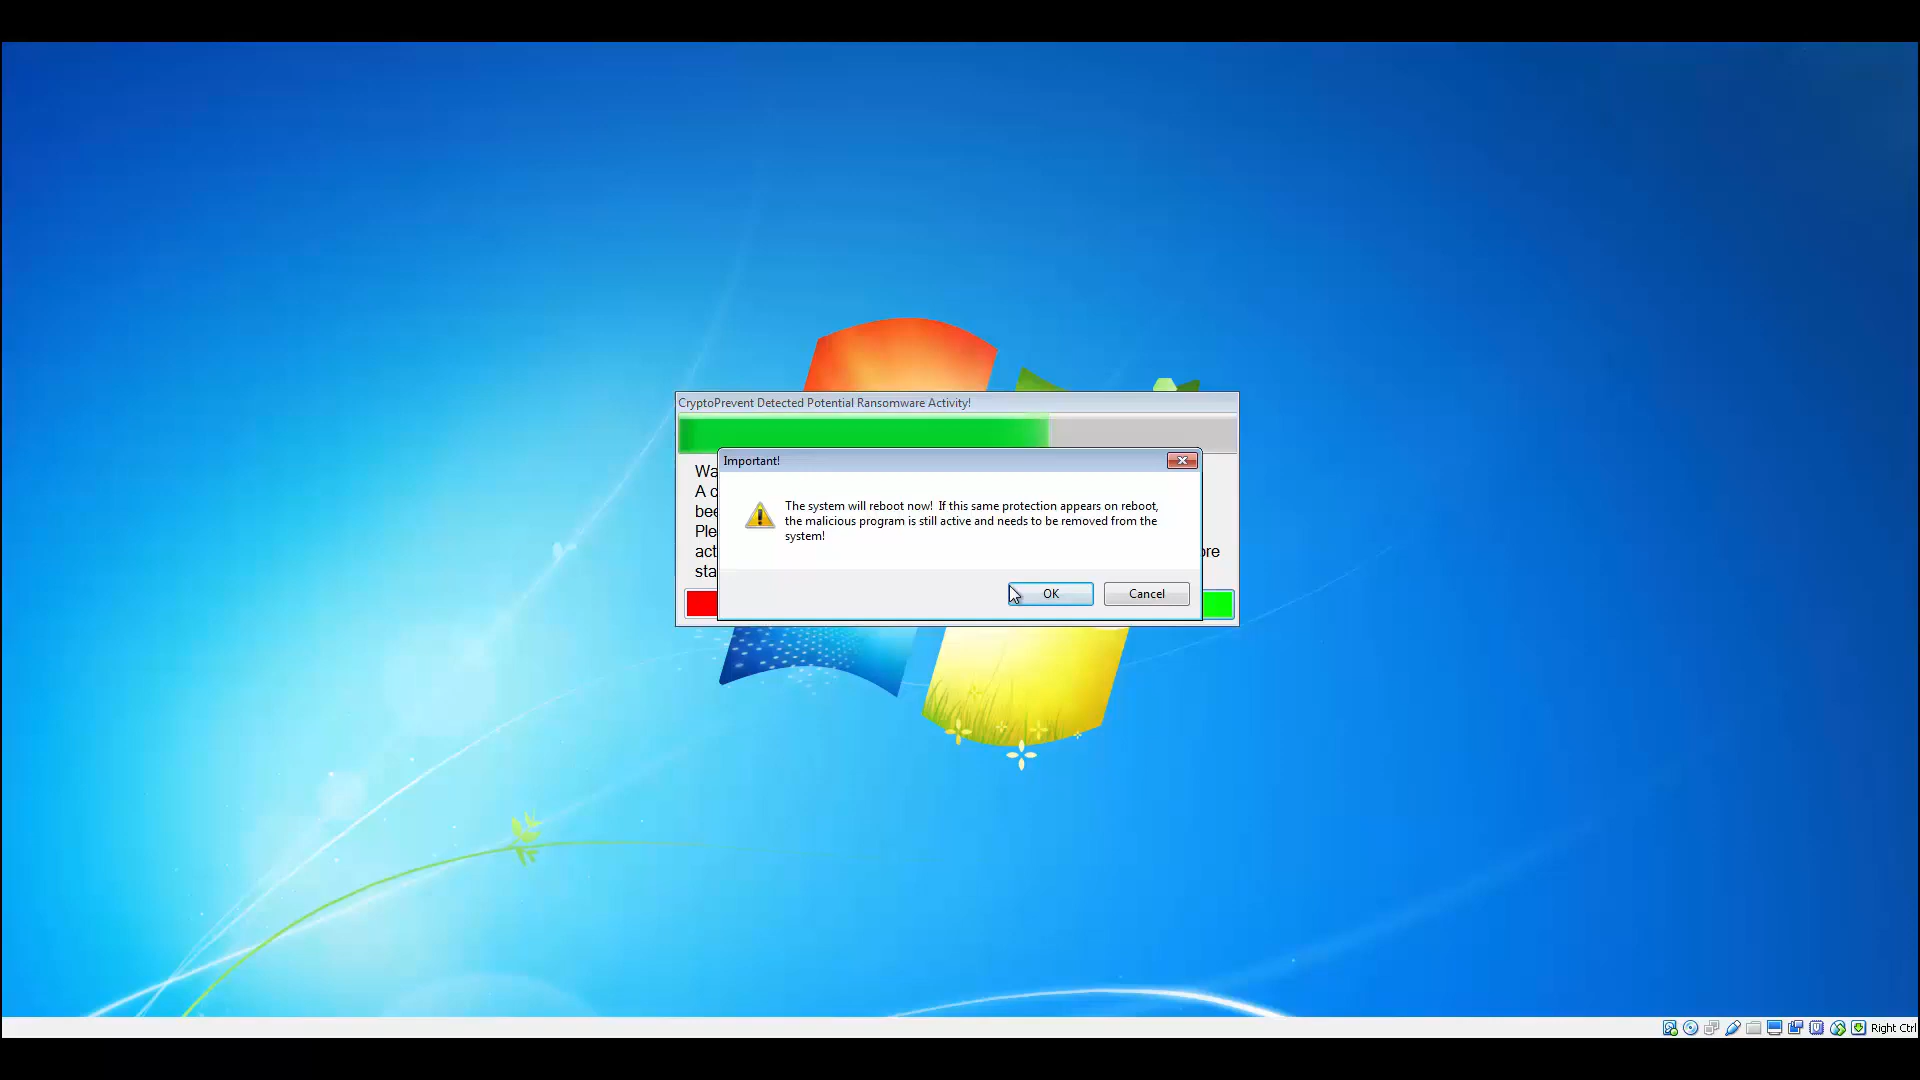 CryptoPrevent Detected Potential Ransomware Activity!
Important!
The system will reboot now! If this same protection appears on reboot,
the malicious program is still active and needs to be removed from the
system!
OK
Cancel
Right Ctrl